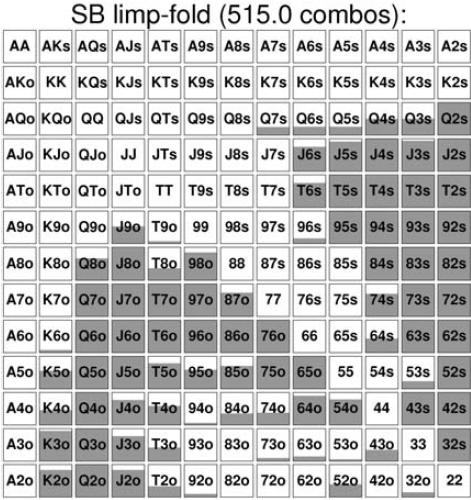 SB limp-fold (515.0 combos):
AA AKs AQs AJs ATs A9s A8s A7s A6s A5s A4s A3s A2s
AKo KK KQs KJs KTs K9s K8s K7s K6s K5s K4s K3s K2s
AQo KQo QQ QJs QTs Q9s Q8s Q7s Q6s Q5s Q4s Q3s Q2s
AJo KJo QJo JJ JTs J9s J8s J7s J6s J5s J4s J3s J2s
ATo KTo QTo JTo TT T9s T8s T7s T6s T5s T4s T3s T2s
A9o K9o Q9o J9o T9o 99 98s 97s 96s 95s 94s 93s 92s
A8o K8o Q8o J8o T8o 98o 88 87s 86s 85s 84s 83s 82s
A7o K7o Q7o J7o T7o 97o 87o 77 76s 75s 74s 73s 72s
A6o K6o Q6o J6o T6o 96o 86o 76o 66 65s 64s 63s 62s
A5o K5o Q5o J5o T5o 95o 85o 75o 65o 55 54s 53s 52s
A4o K4o Q4o J4o T4o 94o 84o 74o 64o 54o 44 43s 42s
A3o K3o Q3o J3o T3o 93o 83o 73o 63o 53o 43o 33 32s
A2o K2o Q2o J2o T2o 92o 82o 72o 62o 52o 42o 32o 22